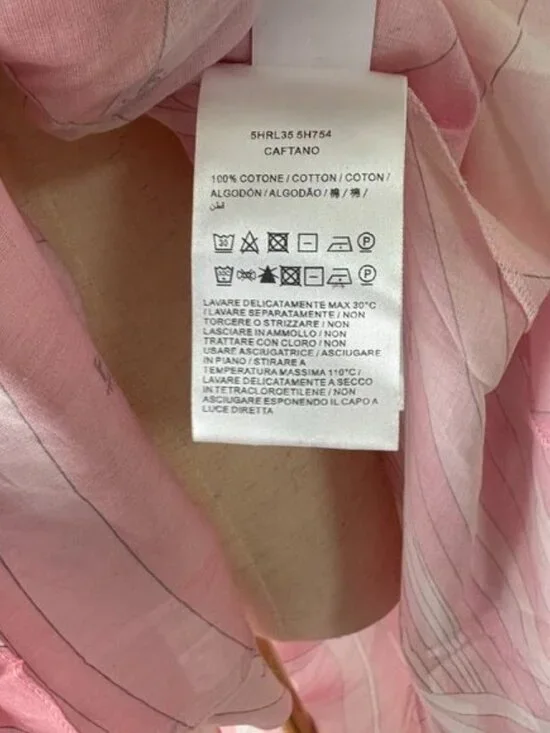 5HRL35 5H754
CAFTANO
100% COTONE / COTTON / COTON /
ALGODÓN / ALGODÃO / 棉 / 棉 /
قطن
30
P
P
LAVARE DELICATAMENTE MAX 30°C
/ LAVARE SEPARATAMENTE / NON
TORCERE O STRIZZARE / NON
LASCIARE IN AMMOLLO / NON
TRATTARE CON CLORO / NON
USARE ASCIUGATRICE / ASCIUGARE
IN PIANO / STIRARE A
TEMPERATURA MASSIMA 110°C /
LAVARE DELICATAMENTE A SECCO
IN TETRACLOROETILENE / NON
ASCIUGARE ESPONENDO IL CAPO A
LUCE DIRETTA